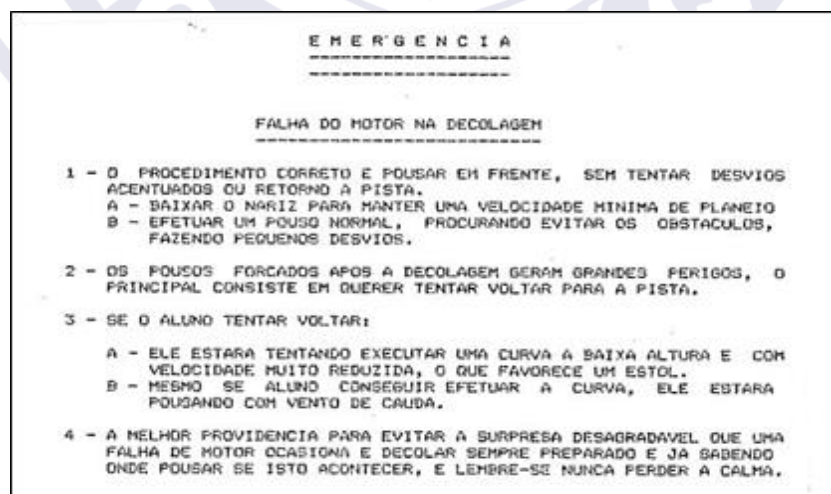 E M E R G E N C I A
FALHA DO MOTOR NA DECOLAGEM
1 - O PROCEDIMENTO CORRETO E POUSAR EM FRENTE, SEM TENTAR DESVIOS
ACENTUADOS OU RETORNO A PISTA.
A - BAIXAR O NARIZ PARA MANTER UMA VELOCIDADE MINIMA DE PLANEIO
B - EFETUAR UM POUSO NORMAL, PROCURANDO EVITAR OS OBSTACULOS,
FAZENDO PEQUENOS DESVIOS.
2 - OS POUSOS FORCADOS APOS A DECOLAGEM GERAM GRANDES PERIGOS, O
PRINCIPAL CONSISTE EM QUERER TENTAR VOLTAR PARA A PISTA.
3 - SE O ALUNO TENTAR VOLTAR:
A - ELE ESTARA TENTANDO EXECUTAR UMA CURVA A BAIXA ALTURA E COM
VELOCIDADE MUITO REDUZIDA, O QUE FAVORECE UM ESTOL.
B - MESMO SE ALUNO CONSEGUIR EFETUAR A CURVA, ELE ESTARA
POUSANDO COM VENTO DE CAUDA.
4 - A MELHOR PROVIDENCIA PARA EVITAR A SURPRESA DESAGRADAVEL QUE UMA
FALHA DE MOTOR OCASIONA E DECOLAR SEMPRE PREPARADO E JA SABENDO
ONDE POUSAR SE ISTO ACONTECER, E LEMBRE-SE NUNCA PERDER A CALMA.